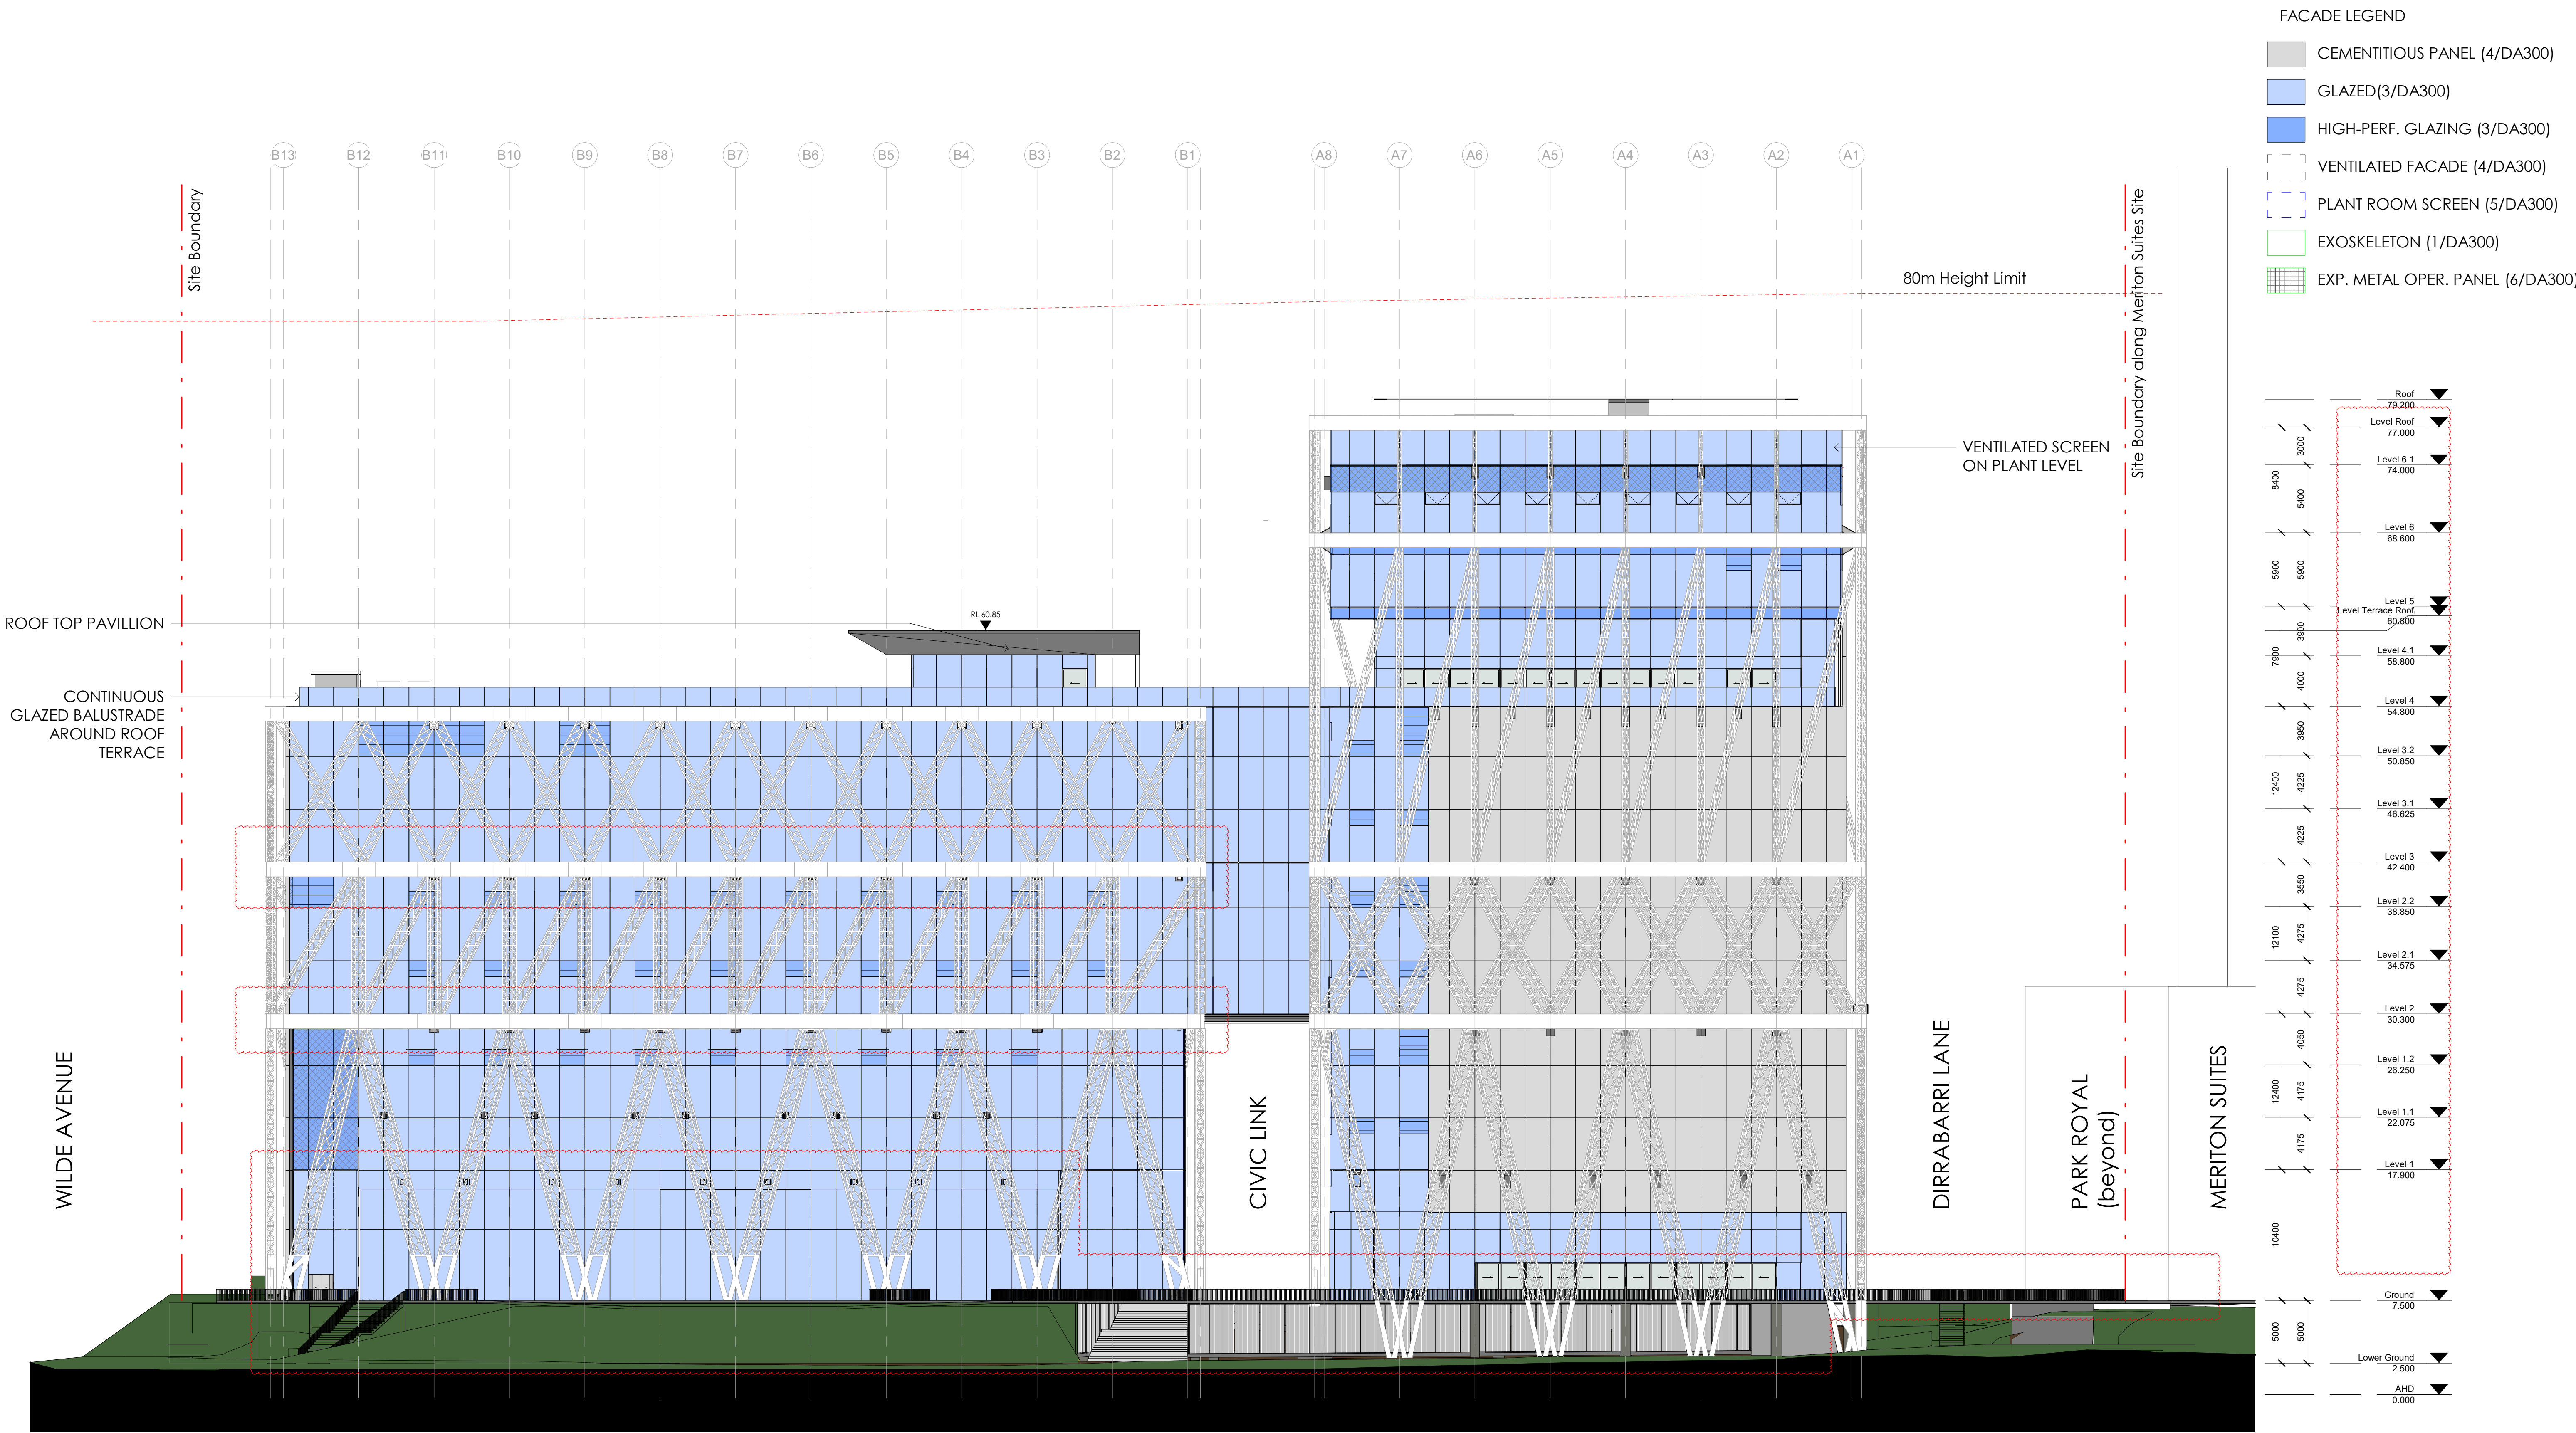 FACADE LEGEND
CEMENTITIOUS PANEL (4/DA300)
GLAZED(3/DA300)
HIGH-PERF. GLAZING (3/DA300)
VENTILATED FACADE (4/DA300)
PLANT ROOM SCREEN (5/DA300)
EXOSKELETON (1/DA300)
EXP. METAL OPER. PANEL (6/DA300)
B13
B12
B11
B10
B9
B8
B7
B6
B5
B4
B3
B2
B1
A8
A7
A6
A5
A4
A3
A2
A1
Site Boundary
Site Boundary along Meriton Suites Site
80m Height Limit
VENTILATED SCREEN
ON PLANT LEVEL
RL 60.85
ROOF TOP PAVILLION
CONTINUOUS
GLAZED BALUSTRADE
AROUND ROOF
TERRACE
WILDE AVENUE
CIVIC LINK
DIRRABARRI LANE
PARK ROYAL
(beyond)
MERITON SUITES
Roof
79.200
Level Roof
77.000
Level 6.1
74.000
Level 6
68.600
Level 5
Level Terrace Roof
60.800
Level 4.1
58.800
Level 4
54.800
Level 3.2
50.850
Level 3.1
46.625
Level 3
42.400
Level 2.2
38.850
Level 2.1
34.575
Level 2
30.300
Level 1.2
26.250
Level 1.1
22.075
Level 1
17.900
Ground
7.500
Lower Ground
2.500
AHD
0.000
8400
5900
7900
12400
12100
12400
10400
5000
3000
5400
5900
3900
4000
3950
4225
4225
3550
4275
4275
4050
4175
4175
5000